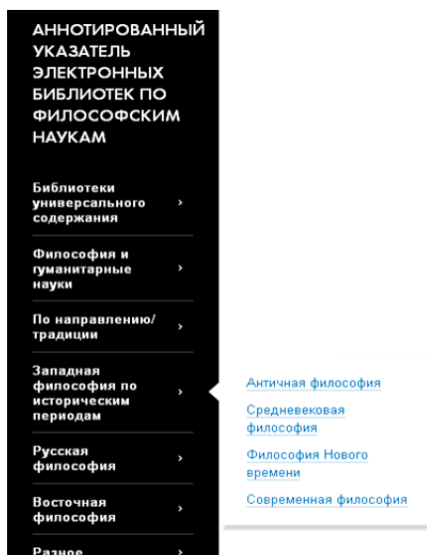 АННОТИРОВАННЫЙ
УКАЗАТЕЛЬ
ЭЛЕКТРОННЫХ
БИБЛИОТЕК ПО
ФИЛОСОФСКИМ
НАУКАМ
Библиотеки
универсального
содержания
Философия и
гуманитарные
науки
По направлению/
традиции
Западная
философия по
историческим
периодам
Античная философия
Средневековая
философия
Философия Нового
времени
Современная философия
Русская
философия
Восточная
философия
Разное